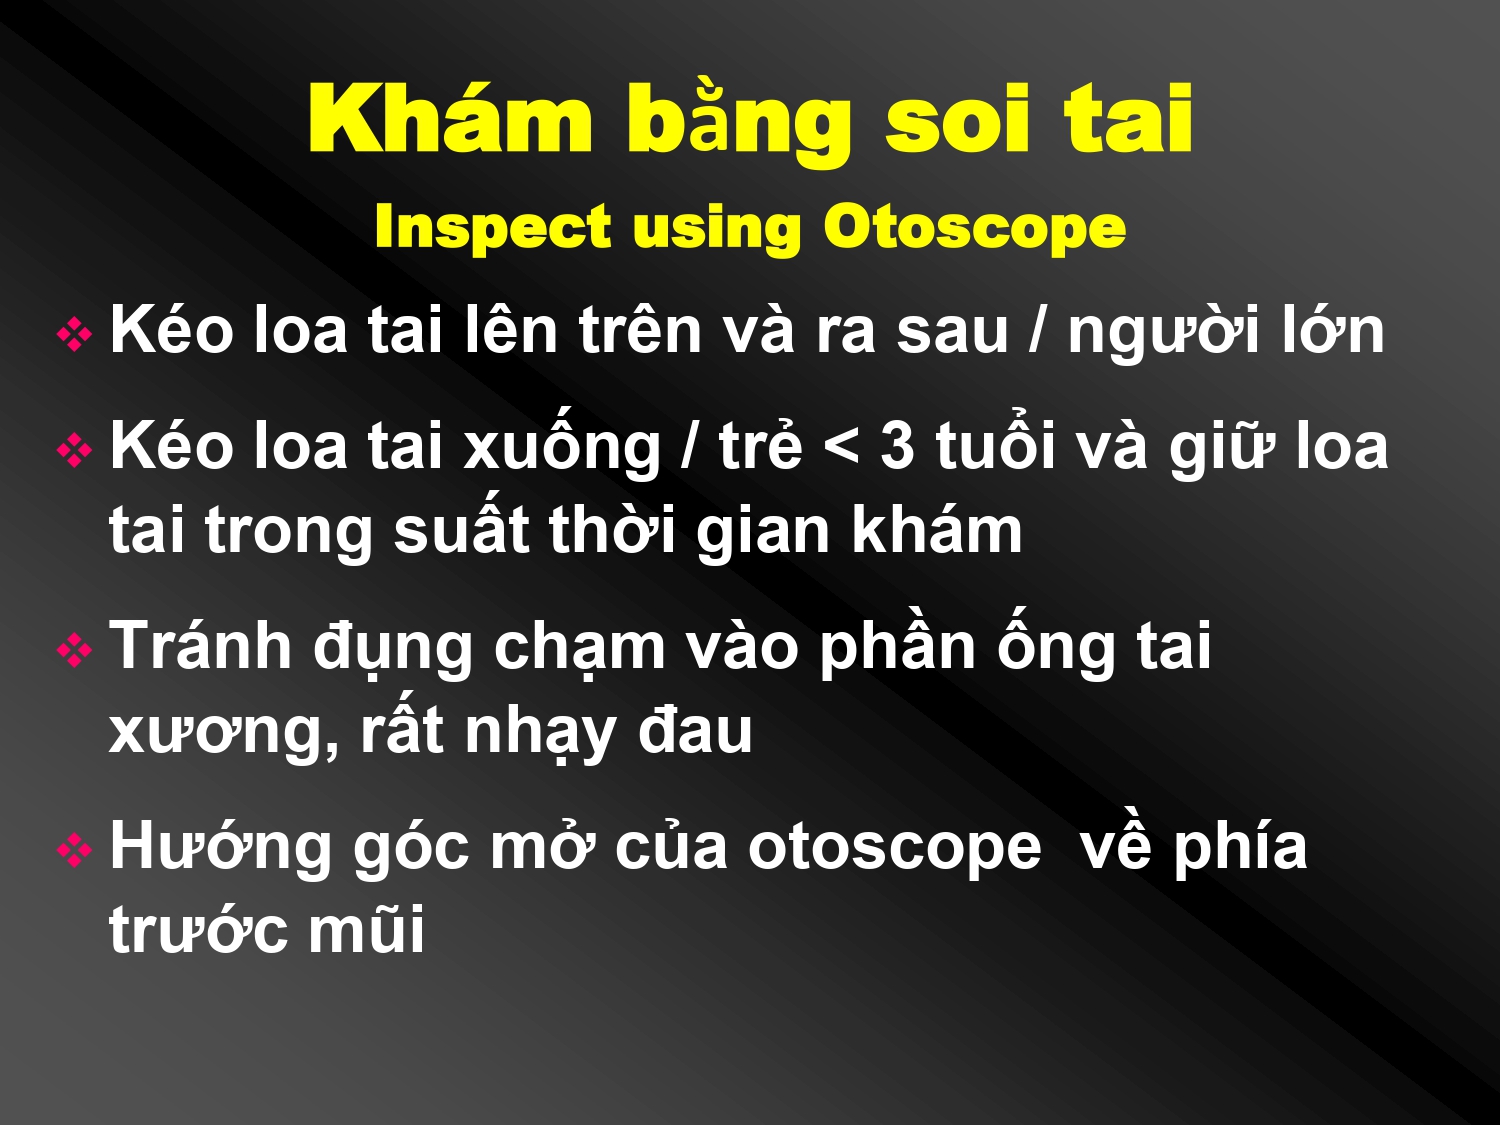 Khám bằng soi tai
Inspect using Otoscope
❖ Kéo loa tai lên trên và ra sau / người lớn
❖ Kéo loa tai xuống / trẻ < 3 tuổi và giữ loa
tai trong suất thời gian khám
❖ Tránh đụng chạm vào phần ống tai
xương, rất nhạy đau
❖ Hướng góc mở của otoscope  về phía
trước mũi